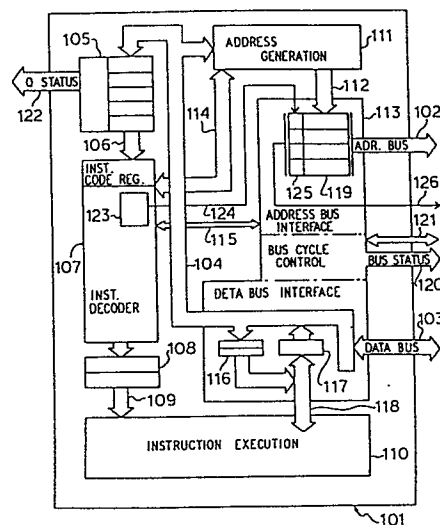 105
ADDRESS
GENERATION
111
Q STATUS
122
112
113
102
114
106
ADR. BUS
INST.
CODE REG.
123
125
119
126
124
ADDRESS BUS
INTERFACE
121
115
107
104
BUS CYCLE
CONTROL
BUS STATUS
120
INST.
DECODER
DETA BUS INTERFACE
103
DATA BUS
108
116
117
109
118
INSTRUCTION EXECUTION
110
101